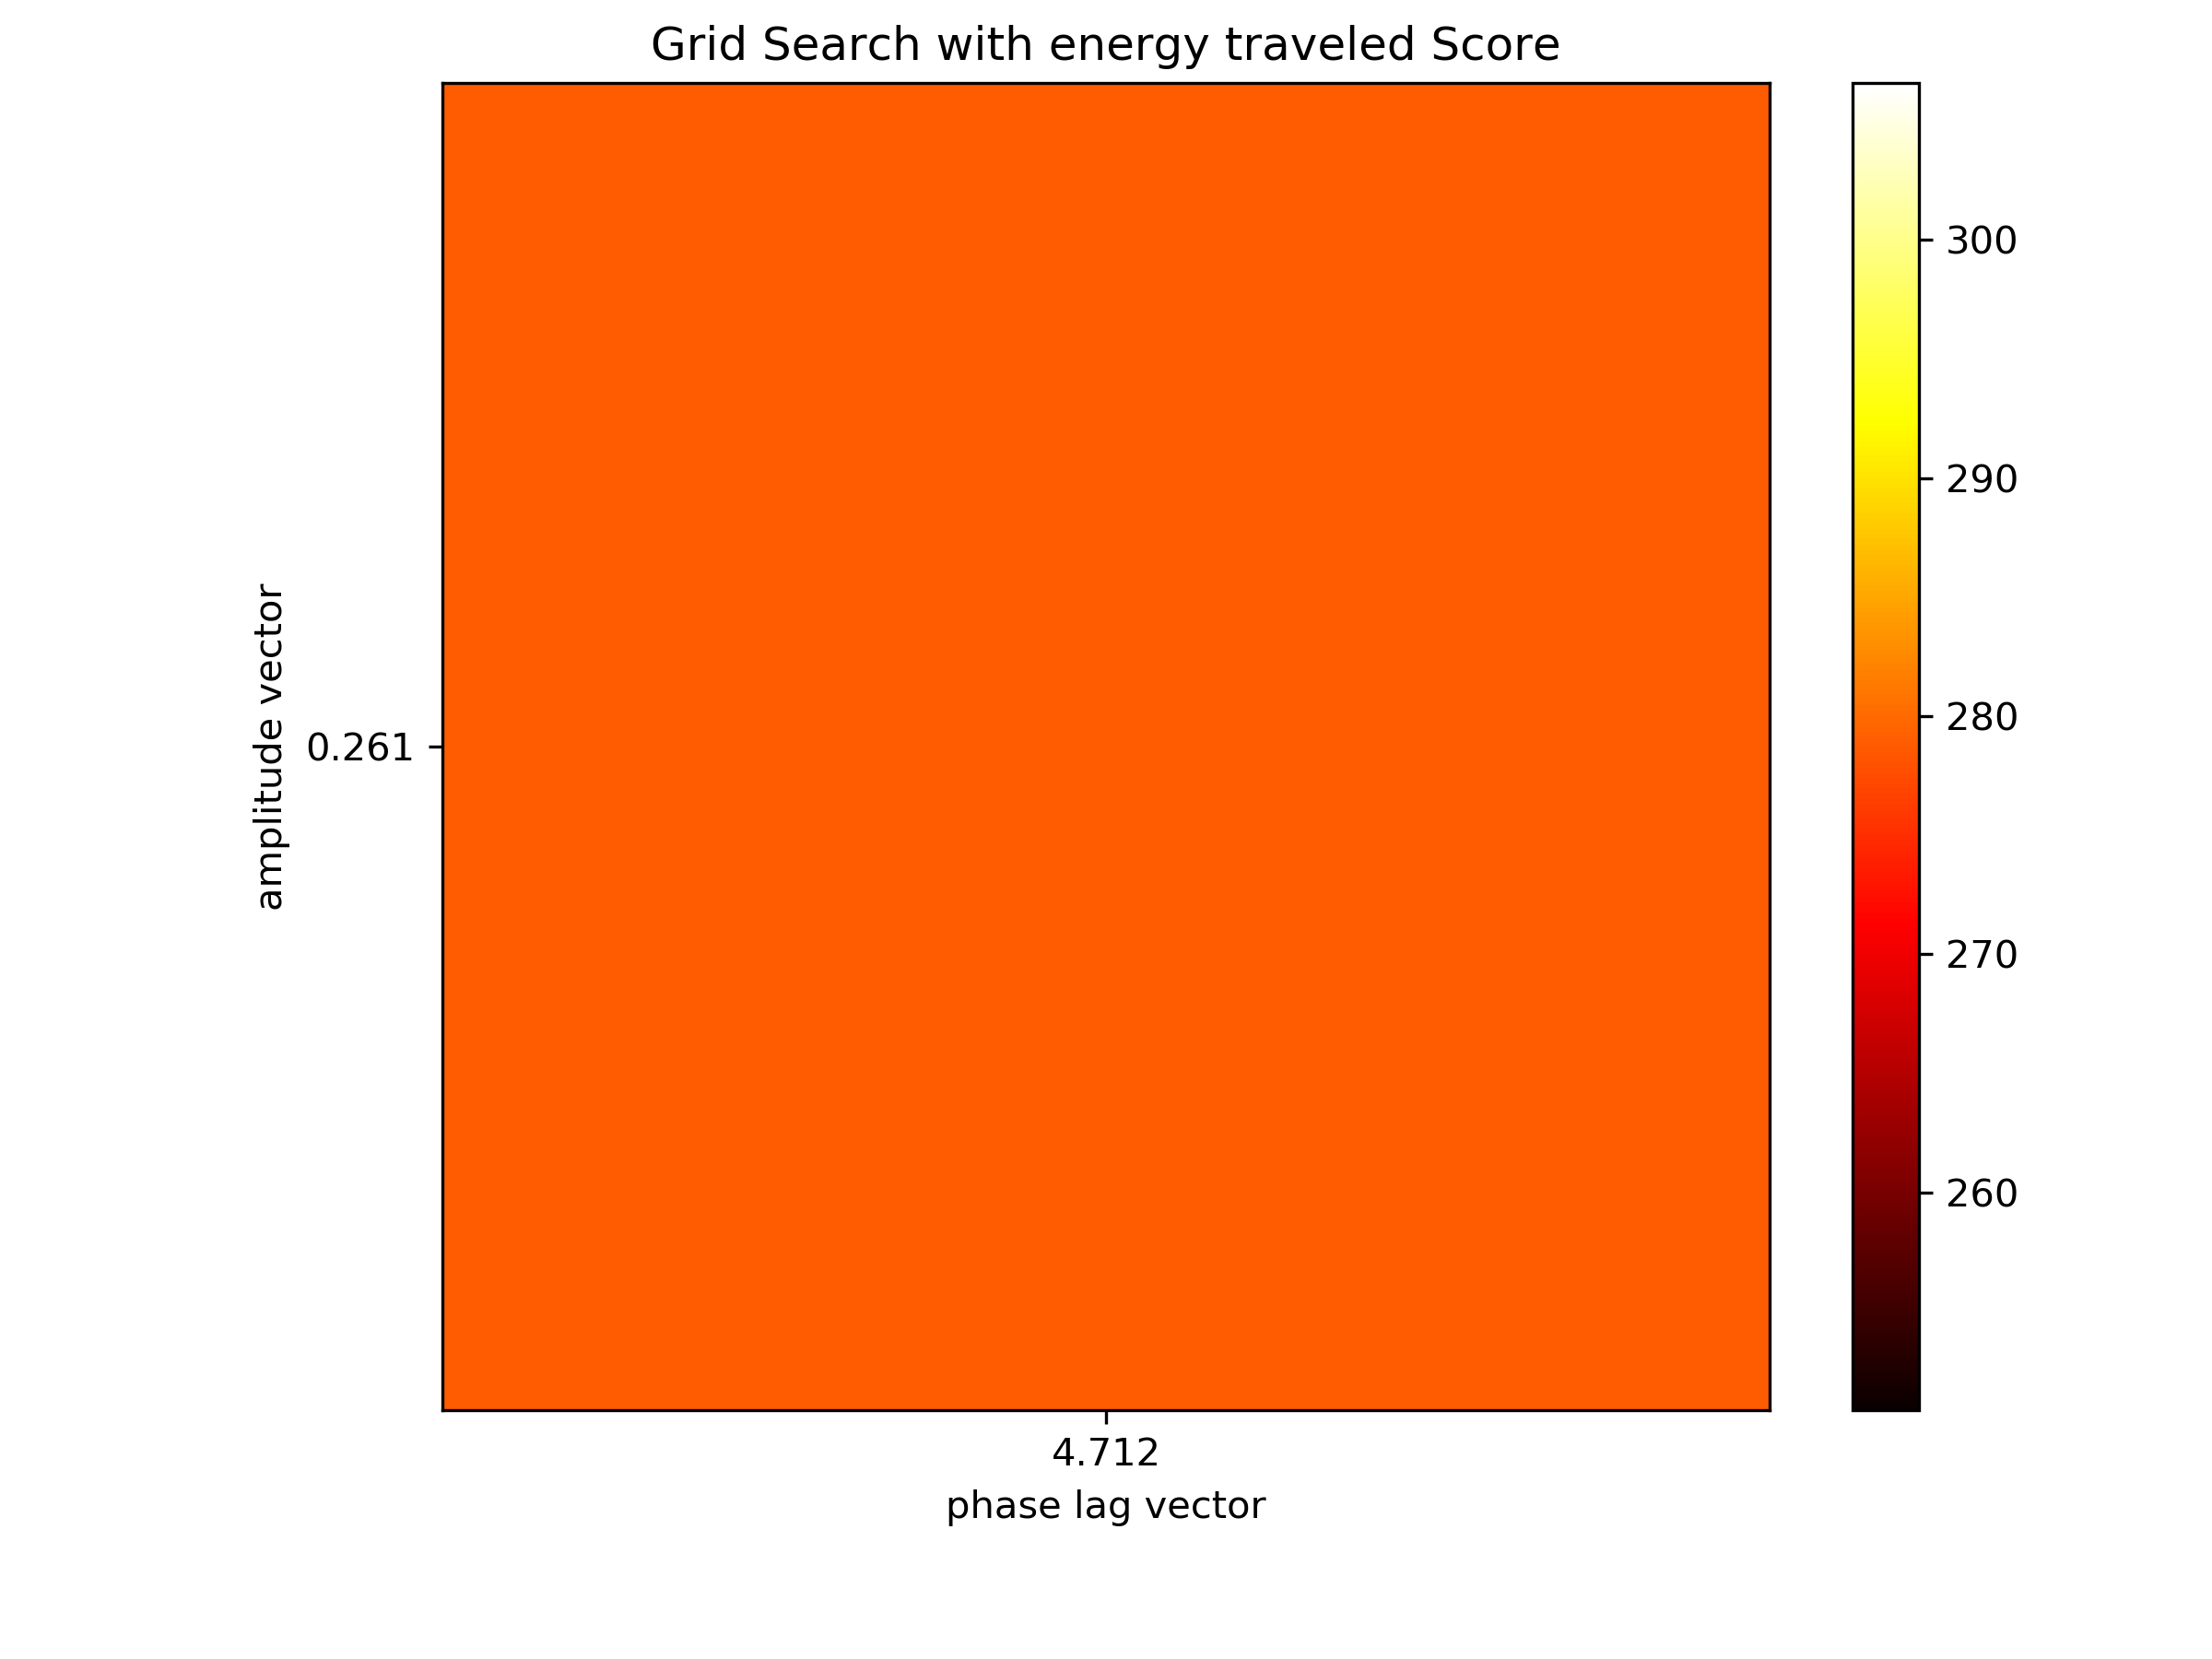 Grid Search with energy traveled Score
300
290
280
270
260
amplitude vector
0.261
4.712
phase lag vector